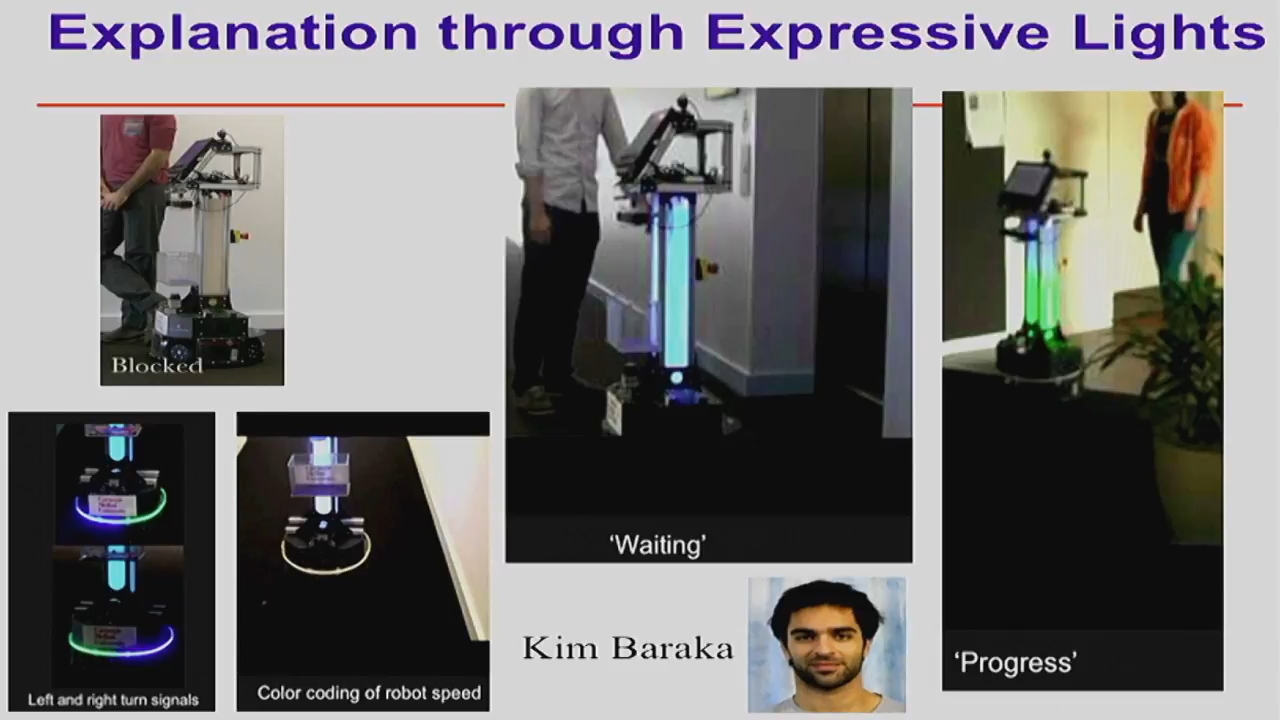 Explanation through Expressive Lights
Blocked
'Waiting'
'Progress'
Left and right turn signals
Color coding of robot speed
Kim Baraka